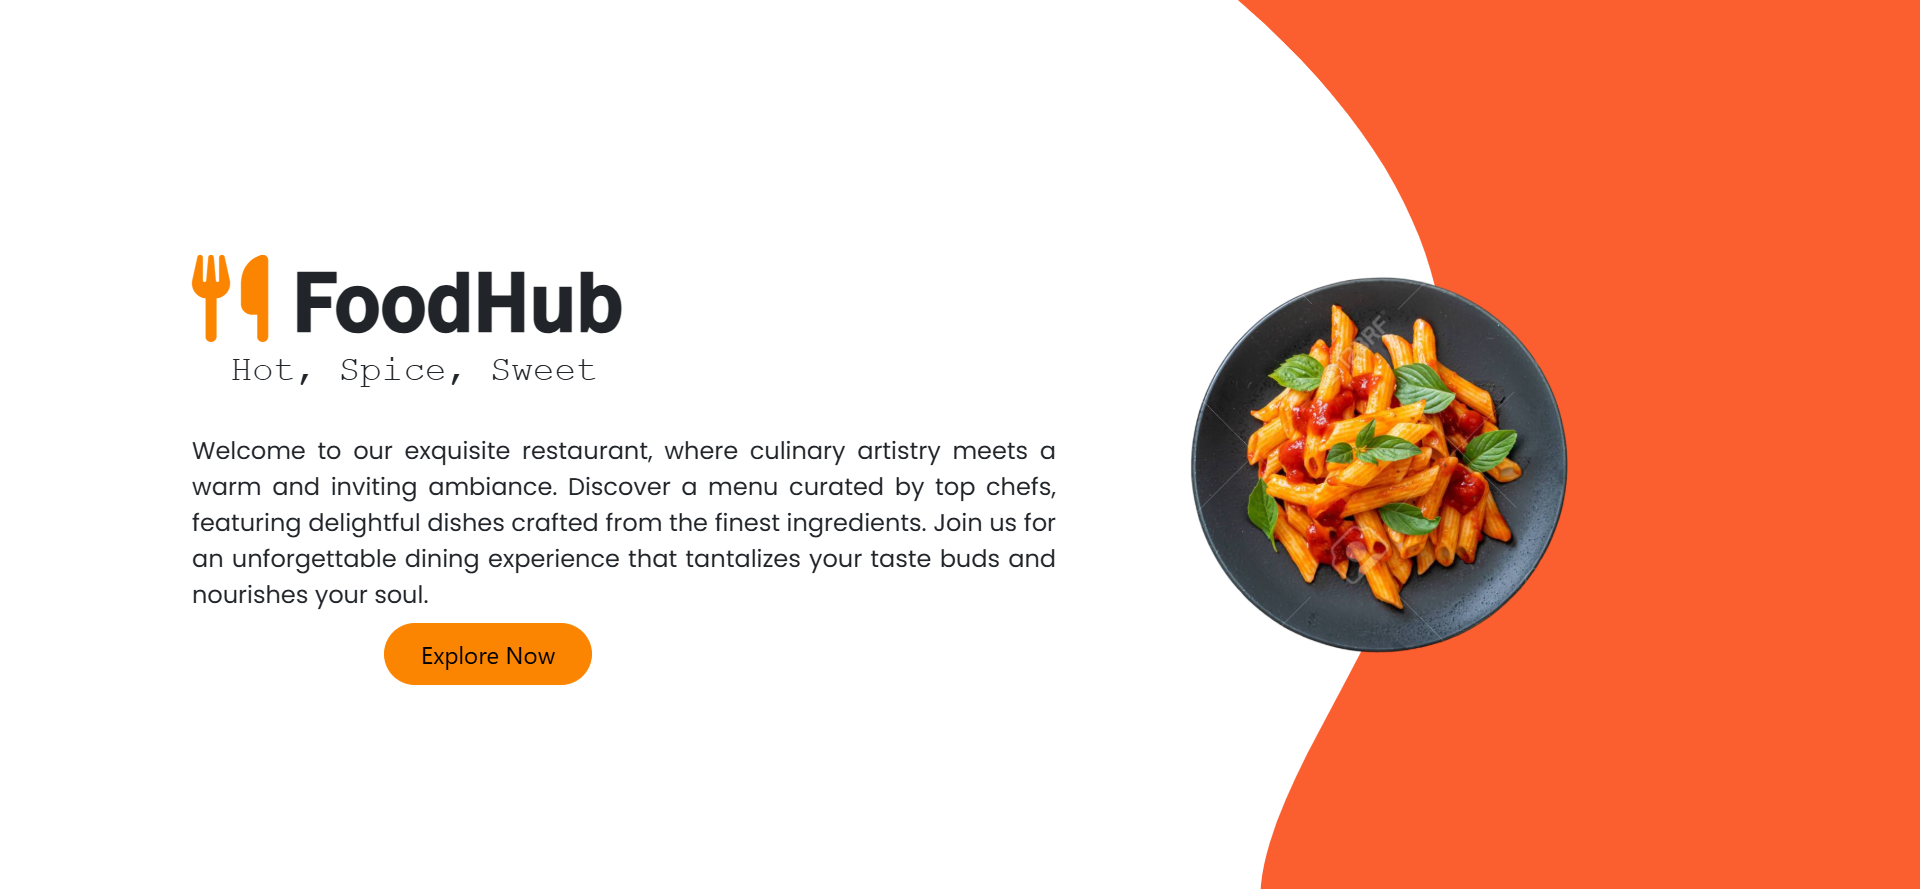 FoodHub
Hot, Spice, Sweet
Welcome to our exquisite restaurant, where culinary artistry meets a
warm and inviting ambiance. Discover a menu curated by top chefs,
featuring delightful dishes crafted from the finest ingredients. Join us for
an unforgettable dining experience that tantalizes your taste buds and
nourishes your soul.
Explore Now